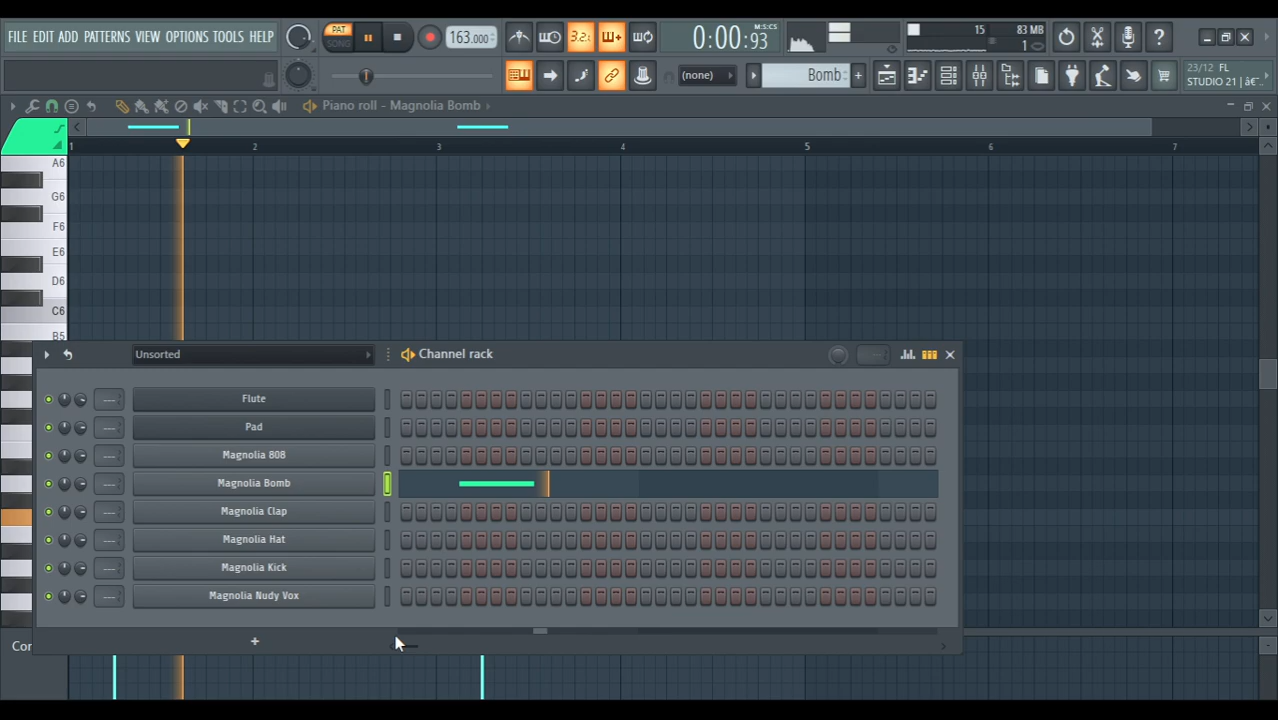 FILE EDIT ADD PATTERNS VIEW OPTIONS TOOLS HELP
PAT
SONG
163.000
3.2.:
0:00:93
M:S:CS
15
83 MB
1
(none)
Bomb
23/12 FL
STUDIO 21 | â€
Piano roll - Magnolia Bomb
1 2 3 4 5 6 7
A6
G6
F6
E6
D6
C6
B5
Unsorted
Channel rack
Flute
Pad
Magnolia 808
Magnolia Bomb
Magnolia Clap
Magnolia Hat
Magnolia Kick
Magnolia Nudy Vox
+
Con